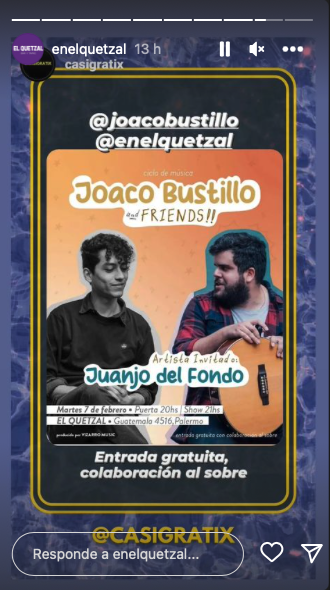 EL QUETZAL
enelquetzal 13 h
casigratix
@joacobustillo
@enelquetzal
ciclo de música
Joaco Bustillo
and FRIENDS!!
Artista Invitado:
Juanjo del Fondo
Martes 7 de febrero • Puerta 20hs | Show 21hs
EL QUETZAL • Guatemala 4516, Palermo
producido por PIZARRO MUSIC
entrada gratuita con colaboración al sobre
Entrada gratuita,
colaboración al sobre
@CASIGRATIX
Responde a enelquetzal...